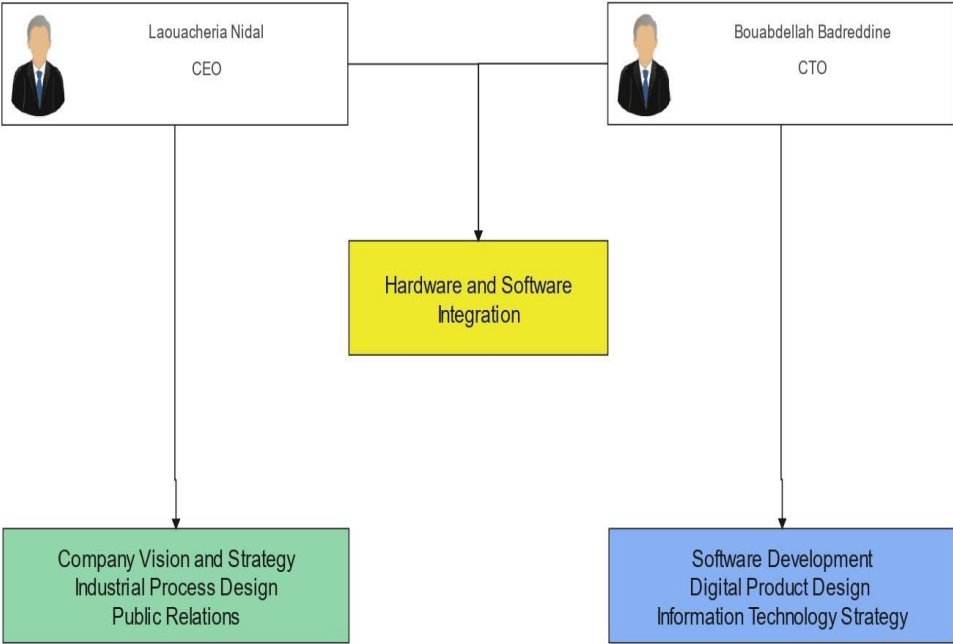 Laouacheria Nidal
CEO
Bouabdellah Badreddine
CTO
Hardware and Software
Integration
Company Vision and Strategy
Industrial Process Design
Public Relations
Software Development
Digital Product Design
Information Technology Strategy